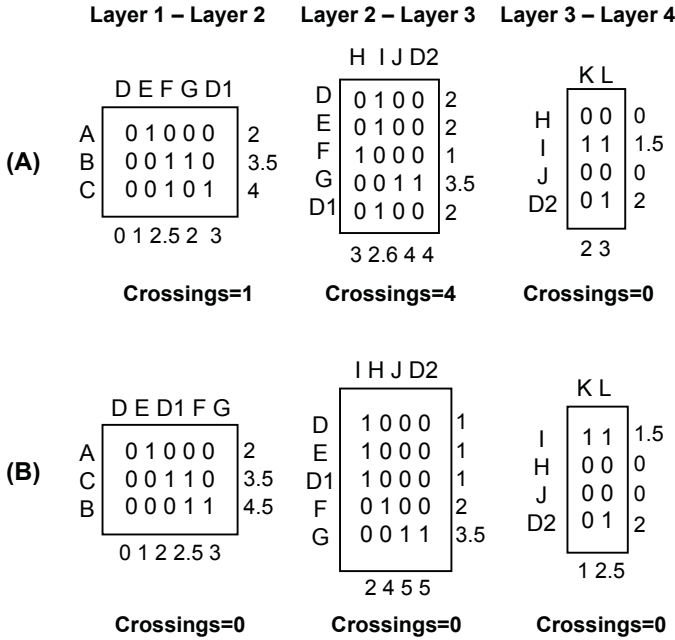 Layer 1 – Layer 2 Layer 2 – Layer 3 Layer 3 – Layer 4
(A)
D E F G D1
A 0 1 0 0 0 2
B 0 0 1 1 0 3.5
C 0 0 1 0 1 4
0 1 2.5 2 3
Crossings=1
H I J D2
D 0 1 0 0 2
E 0 1 0 0 2
F 1 0 0 0 1
G 0 0 1 1 3.5
D1 0 1 0 0 2
3 2.6 4 4
Crossings=4
K L
H 0 0 0
I 1 1 1.5
J 0 0 0
D2 0 1 2
2 3
Crossings=0
(B)
D E D1 F G
A 0 1 0 0 0 2
C 0 0 1 1 0 3.5
B 0 0 0 1 1 4.5
0 1 2 2.5 3
Crossings=0
I H J D2
D 1 0 0 0 1
E 1 0 0 0 1
D1 1 0 0 0 1
F 0 1 0 0 2
G 0 0 1 1 3.5
2 4 5 5
Crossings=0
K L
I 1 1 1.5
H 0 0 0
J 0 0 0
D2 0 1 2
1 2.5
Crossings=0